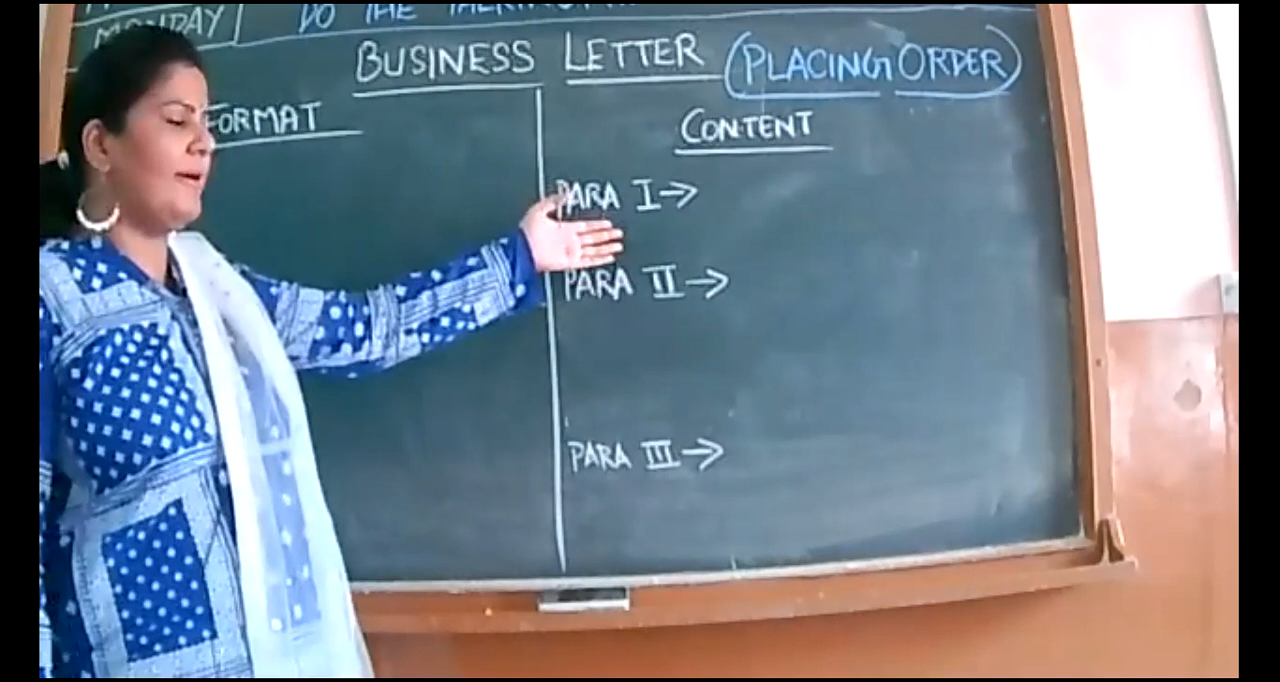 MONDAY
DO THE
BUSINESS LETTER (PLACING ORDER)
FORMAT
CONTENT
PARA I→
PARA II→
PARA III→